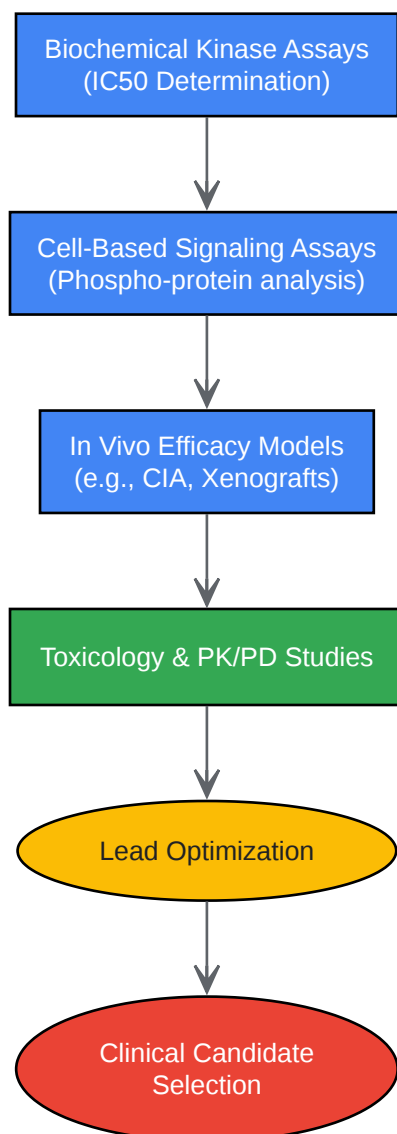 Biochemical Kinase Assays
(IC50 Determination)
Cell-Based Signaling Assays
(Phospho-protein analysis)
In Vivo Efficacy Models
(e.g., CIA, Xenografts)
Toxicology & PK/PD Studies
Lead Optimization
Clinical Candidate
Selection